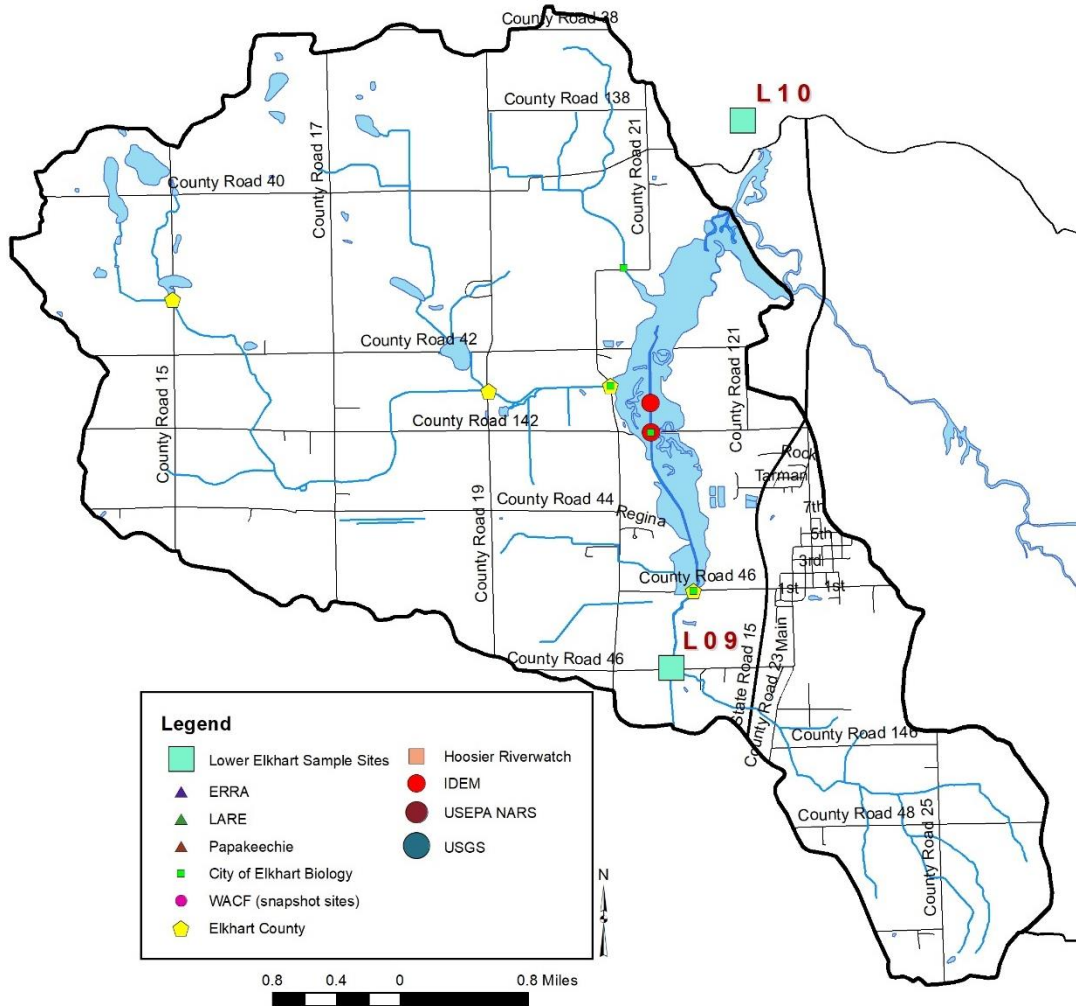 County Road 38
L10
County Road 138
County Road 21
County Road 17
County Road 40
County Road 42
County Road 121
County Road 15
County Road 142
Rock
Tarman
County Road 19
County Road 44
Regina
7th
5th
3rd
County Road 46
1st
1st
L09
Main
County Road 46
State Road 15
County Road 23
County Road 146
County Road 48
County Road 25
Legend
Lower Elkhart Sample Sites
ERRA
LARE
Papakeechie
City of Elkhart Biology
WACF (snapshot sites)
Elkhart County
Hoosier Riverwatch
IDEM
USEPA NARS
USGS
N
0.8 0.4 0 0.8 Miles